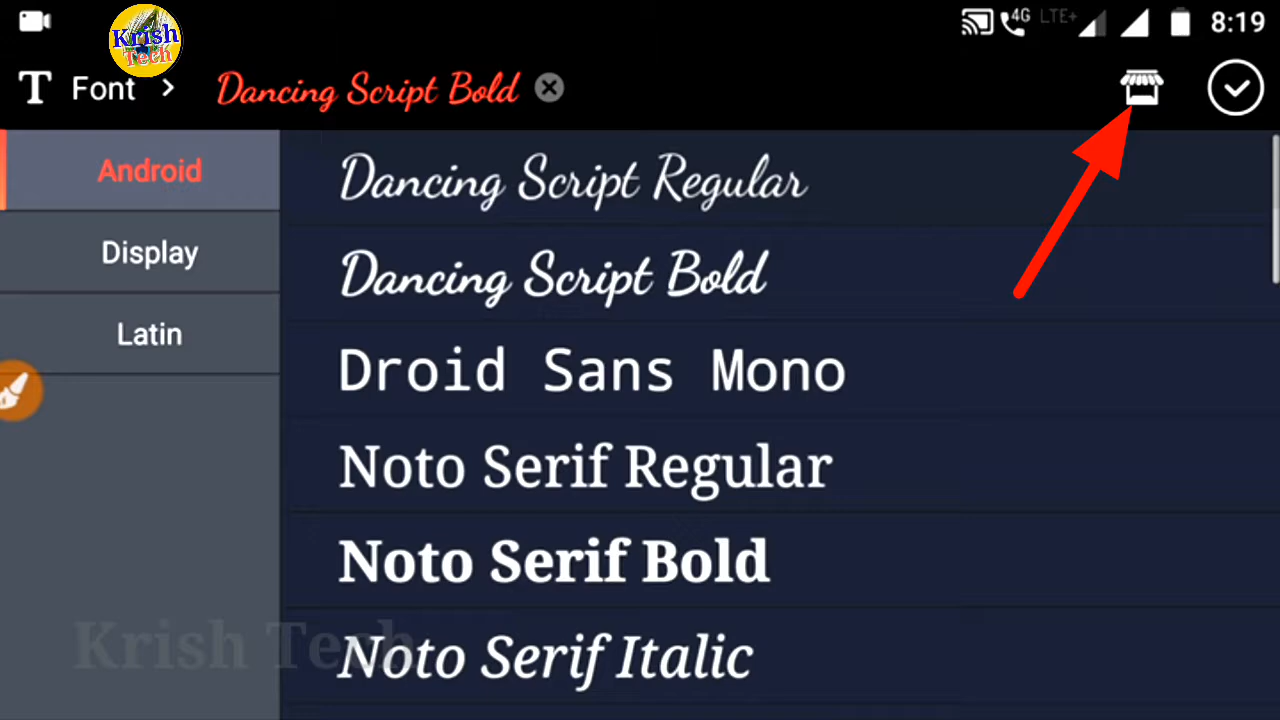 Krish
Tech
4G LTE+ 8:19
T Font > Dancing Script Bold
Android
Display
Latin
Dancing Script Regular
Dancing Script Bold
Droid Sans Mono
Noto Serif Regular
Noto Serif Bold
Noto Serif Italic
Krish Tech